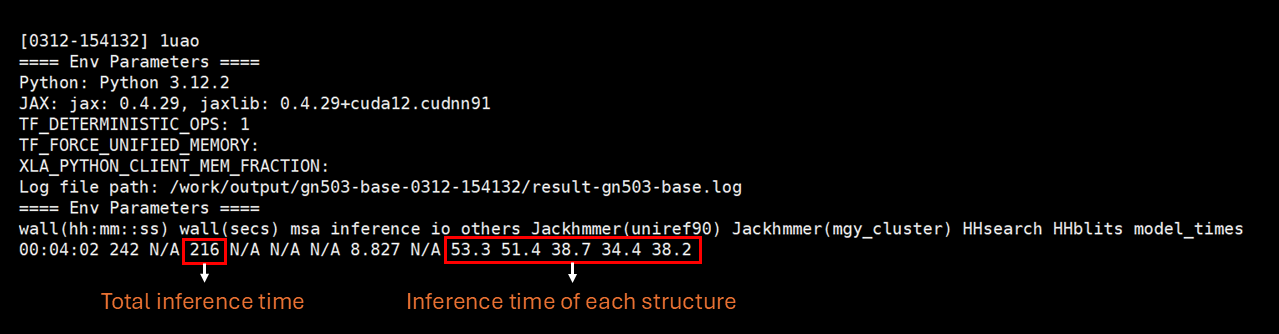 [0312-154132] 1uao
==== Env Parameters ====
Python: Python 3.12.2
JAX: jax: 0.4.29, jaxlib: 0.4.29+cuda12.cudnn91
TF_DETERMINISTIC_OPS: 1
TF_FORCE_UNIFIED_MEMORY:
XLA_PYTHON_CLIENT_MEM_FRACTION:
Log file path: /work/output/gn503-base-0312-154132/result-gn503-base.log
==== Env Parameters ====
wall(hh:mm::ss) wall(secs) msa inference io others Jackhmmer(uniref90) Jackhmmer(mgy_cluster) HHsearch HHblits model_times
00:04:02 242 N/A 216 N/A N/A N/A 8.827 N/A 53.3 51.4 38.7 34.4 38.2
Total inference time
Inference time of each structure